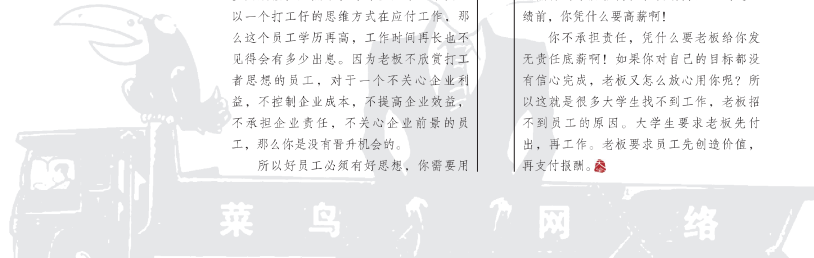 以一个打工仔的思维方式在应付工作，那
么这个员工学历再高，工作时间再长也不
见得会有多少出息。因为老板不欣赏打工
者思想的员工，对于一个不关心企业利
益，不控制企业成本，不提高企业效益，
不承担企业责任，不关心企业前景的员
工，那么你是没有晋升机会的。
所以好员工必须有好思想，你需要用
绩前，你凭什么要高薪啊！
你不承担责任，凭什么要老板给你发
无责任底薪啊！如果你对自己的目标都没
有信心完成，老板又怎么放心用你呢？所
以这就是很多大学生找不到工作，老板招
不到员工的原因。大学生要求老板先付
出，再工作。老板要求员工先创造价值，
再支付报酬。
菜鸟 网络